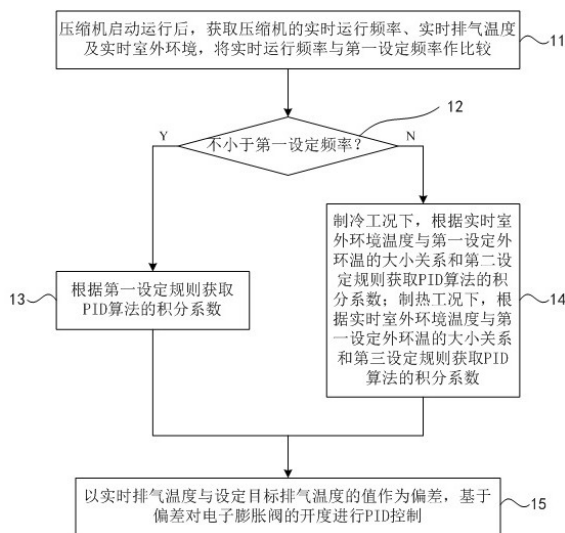 压缩机启动运行后，获取压缩机的实时运行频率、实时排气温度
及实时室外环境，将实时运行频率与第一设定频率作比较
11
12
Y
不小于第一设定频率？
N
制冷工况下，根据实时室
外环境温度与第一设定外
环温的大小关系和第二设
定规则获取PID算法的积
分系数；制热工况下，根
据实时室外环境温度与第
一设定外环温的大小关系
和第三设定规则获取PID
算法的积分系数
14
13
根据第一设定规则获取
PID算法的积分系数
以实时排气温度与设定目标排气温度的值作为偏差，基于
偏差对电子膨胀阀的开度进行PID控制
15